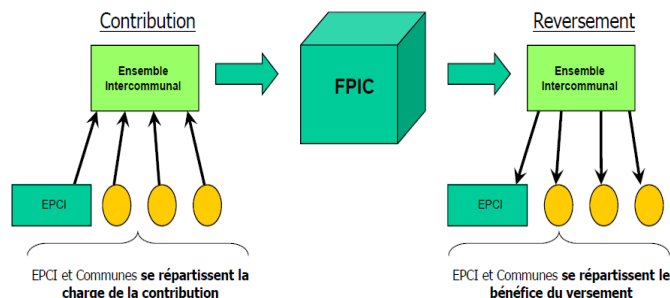 Contribution
Ensemble
Intercommunal
EPCI
EPCI et Communes se répartissent la
charge de la contribution
FPIC
Reversement
Ensemble
Intercommunal
EPCI
EPCI et Communes se répartissent le
bénéfice du versement